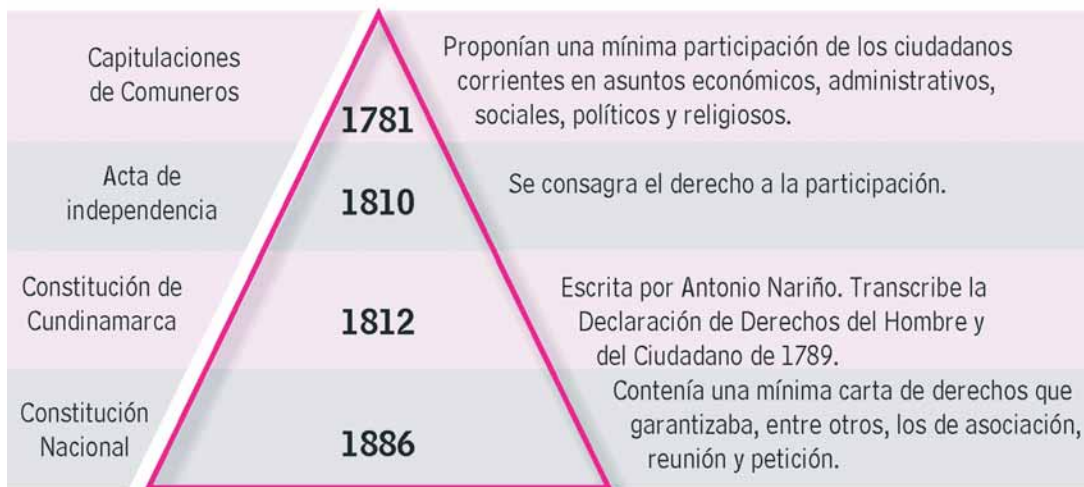 Capitulaciones
de Comuneros
1781
Proponían una mínima participación de los ciudadanos
corrientes en asuntos económicos, administrativos,
sociales, políticos y religiosos.
Acta de
independencia
1810
Se consagra el derecho a la participación.
Constitución de
Cundinamarca
1812
Escrita por Antonio Nariño. Transcribe la
Declaración de Derechos del Hombre y
del Ciudadano de 1789.
Constitución
Nacional
1886
Contenía una mínima carta de derechos que
garantizaba, entre otros, los de asociación,
reunión y petición.